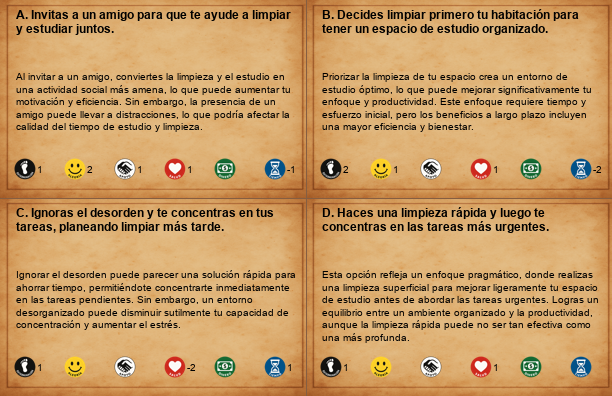 A. Invitas a un amigo para que te ayude a limpiar
y estudiar juntos.
Al invitar a un amigo, conviertes la limpieza y el estudio en
una actividad social más amena, lo que puede aumentar tu
motivación y eficiencia. Sin embargo, la presencia de un
amigo puede llevar a distracciones, lo que podría afectar la
calidad del tiempo de estudio y limpieza.
1 2 1 1 -1
B. Decides limpiar primero tu habitación para
tener un espacio de estudio organizado.
Priorizar la limpieza de tu espacio crea un entorno de
estudio óptimo, lo que puede mejorar significativamente tu
enfoque y productividad. Este enfoque requiere tiempo y
esfuerzo inicial, pero los beneficios a largo plazo incluyen
una mayor eficiencia y bienestar.
2 1 1 -2
C. Ignoras el desorden y te concentras en tus
tareas, planeando limpiar más tarde.
Ignorar el desorden puede parecer una solución rápida para
ahorrar tiempo, permitiéndote concentrarte inmediatamente
en las tareas pendientes. Sin embargo, un entorno
desorganizado puede disminuir sutilmente tu capacidad de
concentración y aumentar el estrés.
1 -2 1
D. Haces una limpieza rápida y luego te
concentras en las tareas más urgentes.
Esta opción refleja un enfoque pragmático, donde realizas
una limpieza superficial para mejorar ligeramente tu espacio
de estudio antes de abordar las tareas urgentes. Logras un
equilibrio entre un ambiente organizado y la productividad,
aunque la limpieza rápida puede no ser tan efectiva como
una más profunda.
1 1